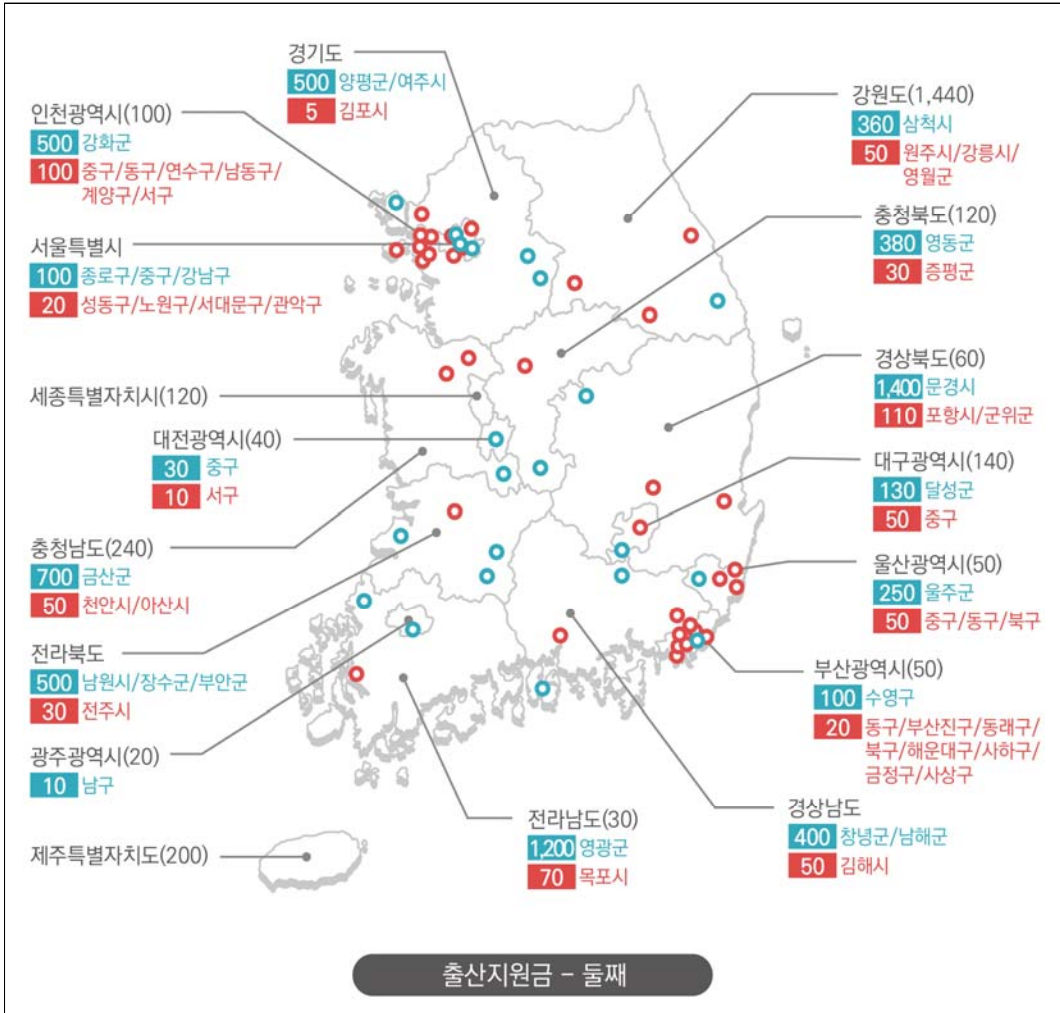 경기도
500 양평군/여주시
5 김포시
인천광역시(100)
500 강화군
100 중구/동구/연수구/남동구/
계양구/서구
서울특별시
100 종로구/중구/강남구
20 성동구/노원구/서대문구/관악구
세종특별자치시(120)
대전광역시(40)
30 중구
10 서구
충청남도(240)
700 금산군
50 천안시/아산시
전라북도
500 남원시/장수군/부안군
30 전주시
광주광역시(20)
10 남구
제주특별자치도(200)
강원도(1,440)
360 삼척시
50 원주시/강릉시/
영월군
충청북도(120)
380 영동군
30 증평군
경상북도(60)
1,400 문경시
110 포항시/군위군
대구광역시(140)
130 달성군
50 중구
울산광역시(50)
250 울주군
50 중구/동구/북구
부산광역시(50)
100 수영구
20 동구/부산진구/동래구/
북구/해운대구/사하구/
금정구/사상구
경상남도
400 창녕군/남해군
50 김해시
전라남도(30)
1,200 영광군
70 목포시
출산지원금 - 둘째